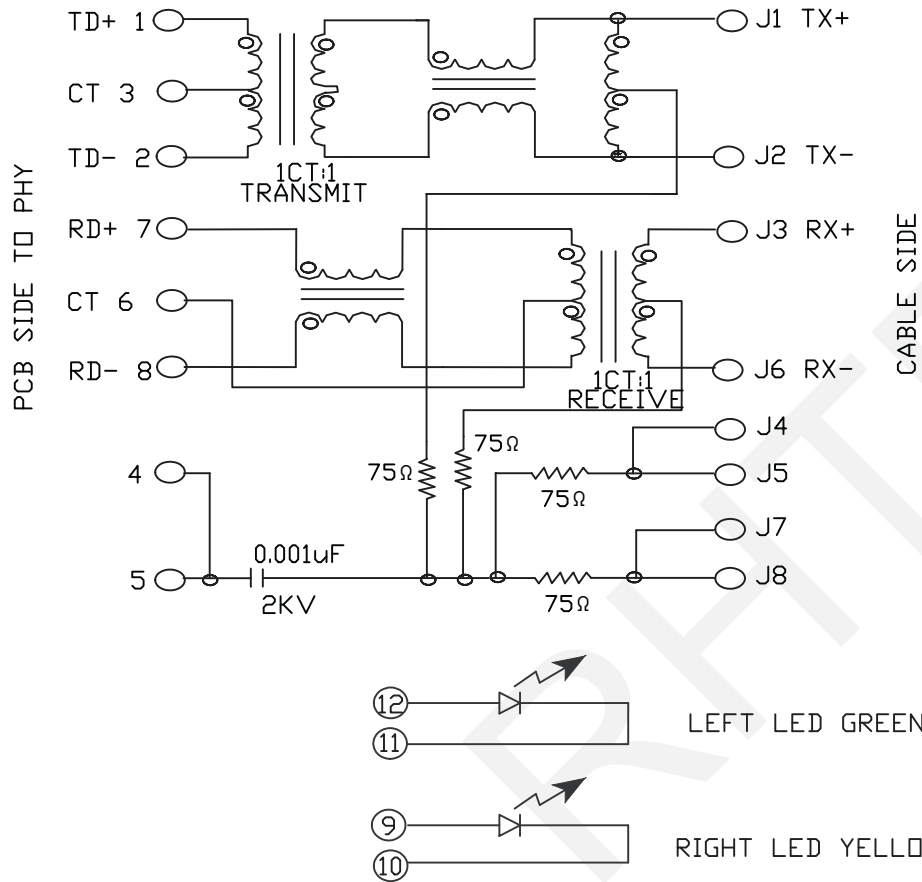 TD+ 1
J1 TX+
CT 3
TD- 2
J2 TX-
1CT:1
TRANSMIT
PCB SIDE TO PHY
CABLE SIDE
RD+ 7
J3 RX+
CT 6
RD- 8
J6 RX-
1CT:1
RECEIVE
J4
75Ω
75Ω
4
J5
75Ω
J7
0.001uF
5
J8
2KV
75Ω
12
LEFT LED GREEN
11
9
RIGHT LED YELLO
10
RHT